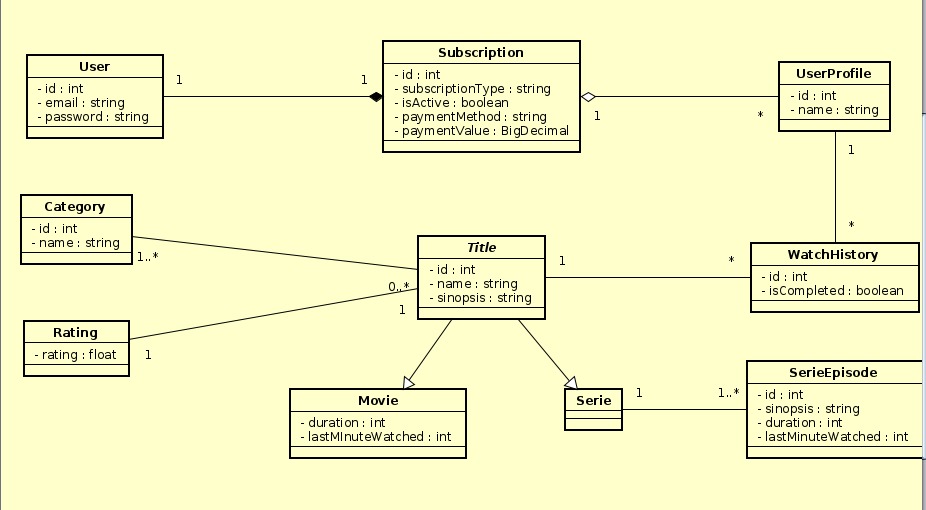 User
- id : int
- email : string
- password : string
1
1
Subscription
- id : int
- subscriptionType : string
- isActive : boolean
- paymentMethod : string
- paymentValue : BigDecimal
1
*
UserProfile
- id : int
- name : string
1
*
Category
- id : int
- name : string
1..*
0..*
Title
- id : int
- name : string
- sinopsis : string
1
*
WatchHistory
- id : int
- isCompleted : boolean
Rating
- rating : float
1
1
Movie
- duration : int
- lastMInuteWatched : int
Serie
1
1..*
SerieEpisode
- id : int
- sinopsis : string
- duration : int
- lastMInuteWatched : int